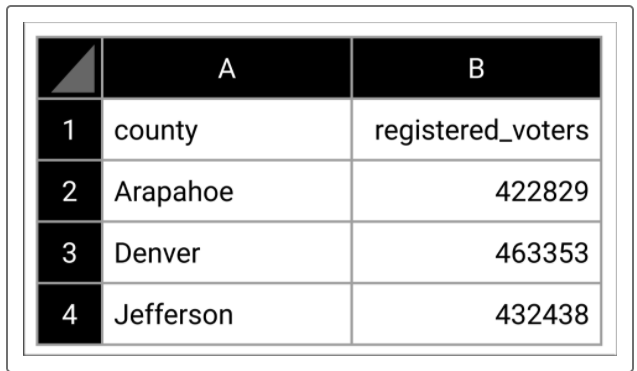 A B
1 county registered_voters
2 Arapahoe 422829
3 Denver 463353
4 Jefferson 432438